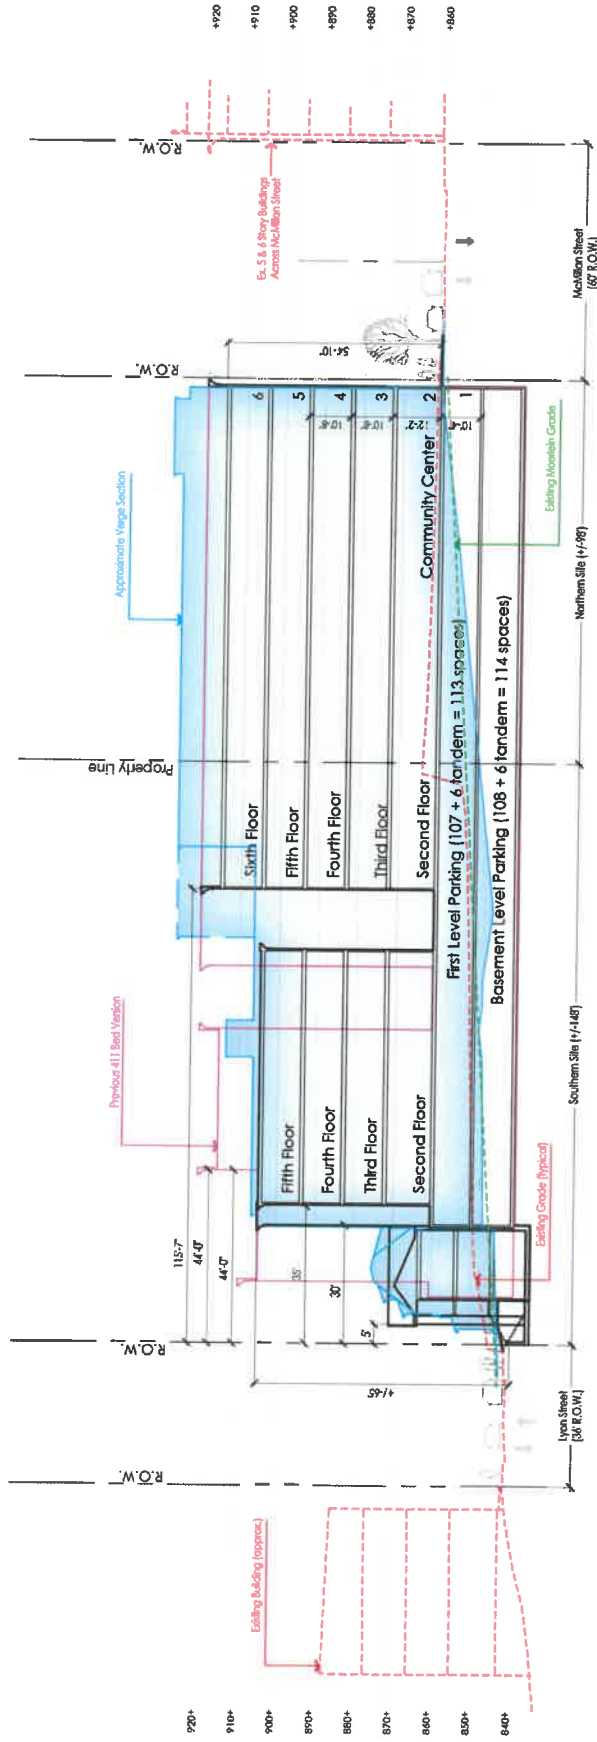 920+
910+
900+
890+
880+
870+
860+
850+
840+
Existing Building (approx.)
R.O.W.
Lyon Street
(36' R.O.W.)
R.O.W.
+/-65'
115'-7"
44'-0"
44'-0"
35'
30'
5'
Existing Grade (typical)
Previous 411 Bed Version
Fifth Floor
Fourth Floor
Third Floor
Second Floor
Southern Site (+/-148')
Property Line
Sixth Floor
Fifth Floor
Fourth Floor
Third Floor
Second Floor
First Level Parking (107 + 6 tandem = 113 spaces)
Basement Level Parking (108 + 6 tandem = 114 spaces)
Approximate Verge Section
Community Center
6
5
4
3
2
1
10'-8"
10'-8"
12'-2"
Existing Moerlein Grade
Northern Site (+/-98')
R.O.W.
54'-10"
Ex. 5 & 6 Story Buildings
Across McMillan Street
McMillan Street
(60' R.O.W.)
R.O.W.
+920
+910
+900
+890
+880
+870
+860